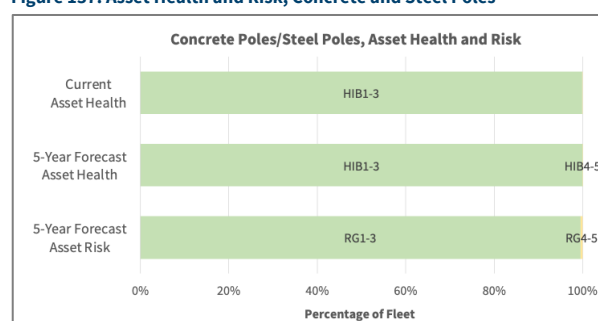 Figure 137: Asset Health and Risk, Concrete and Steel Poles
Concrete Poles/Steel Poles, Asset Health and Risk
Current
Asset Health
HIB1-3
5-Year Forecast
Asset Health
HIB1-3
HIB4-5
5-Year Forecast
Asset Risk
RG1-3
RG4-5
0%
20%
40%
60%
80%
100%
Percentage of Fleet